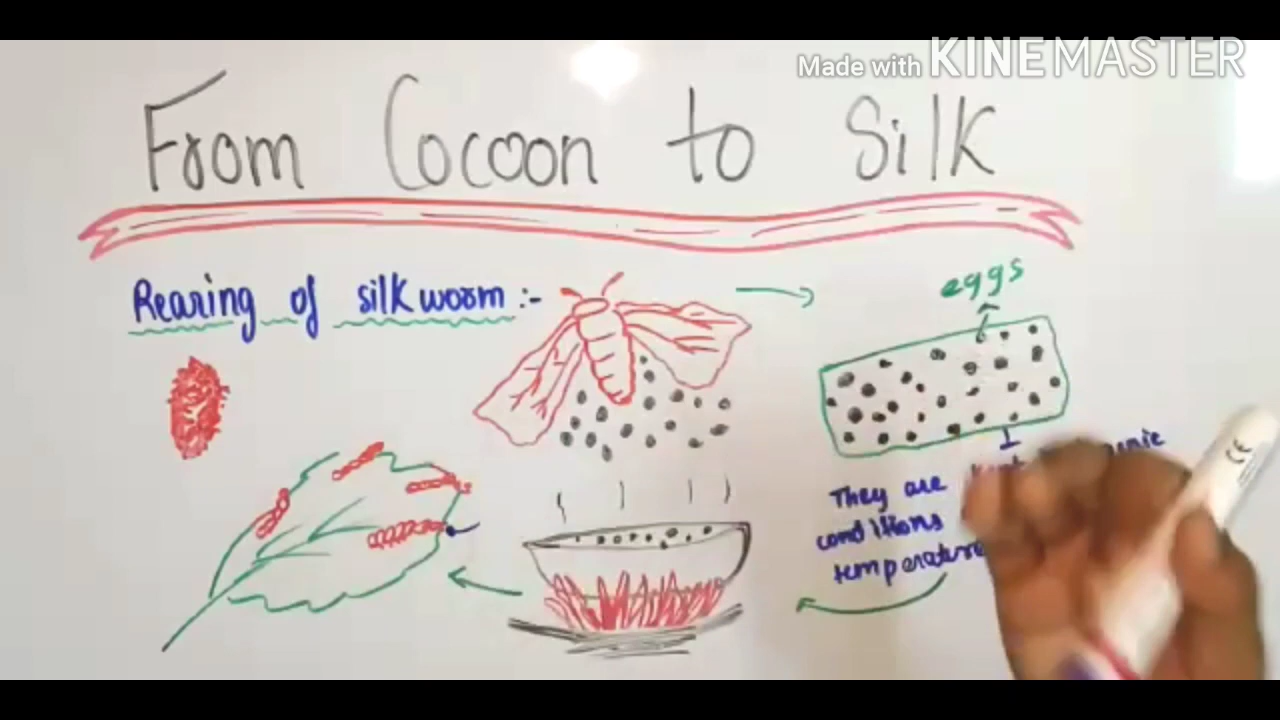 Made with KINEMASTER
From Cocoon to Silk
Rearing of silkworm :-
eggs
They are
conditions
temperature